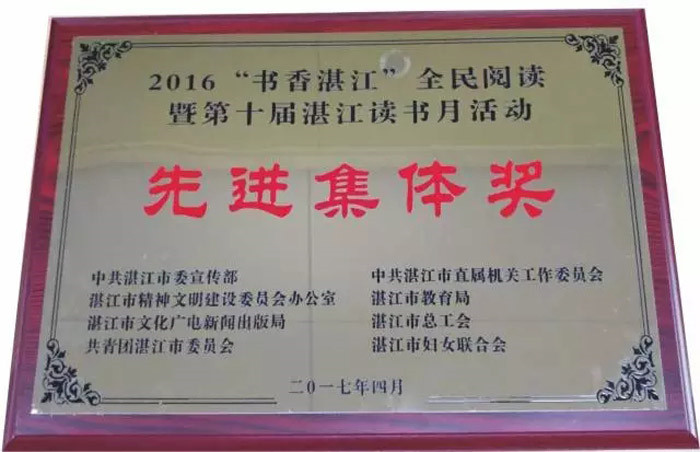 2016“书香湛江”全民阅读
暨第十届湛江读书月活动
先进集体奖
中共湛江市委宣传部
湛江市精神文明建设委员会办公室
湛江市文化广电新闻出版局
共青团湛江市委员会
中共湛江市直属机关工作委员会
湛江市教育局
湛江市总工会
湛江市妇女联合会
二〇一七年四月